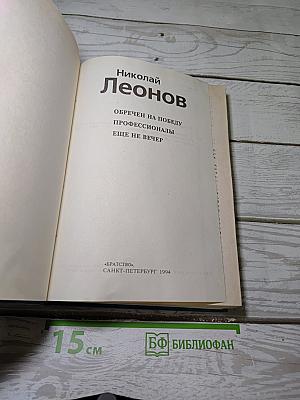 Николай
Леонов
ОБРЕЧЕН НА ПОБЕДУ
ПРОФЕССИОНАЛЫ
ЕЩЕ НЕ ВЕЧЕР
«БРАТСТВО»,
САНКТ-ПЕТЕРБУРГ 1994
15 см
БФ БИБЛИОФАН